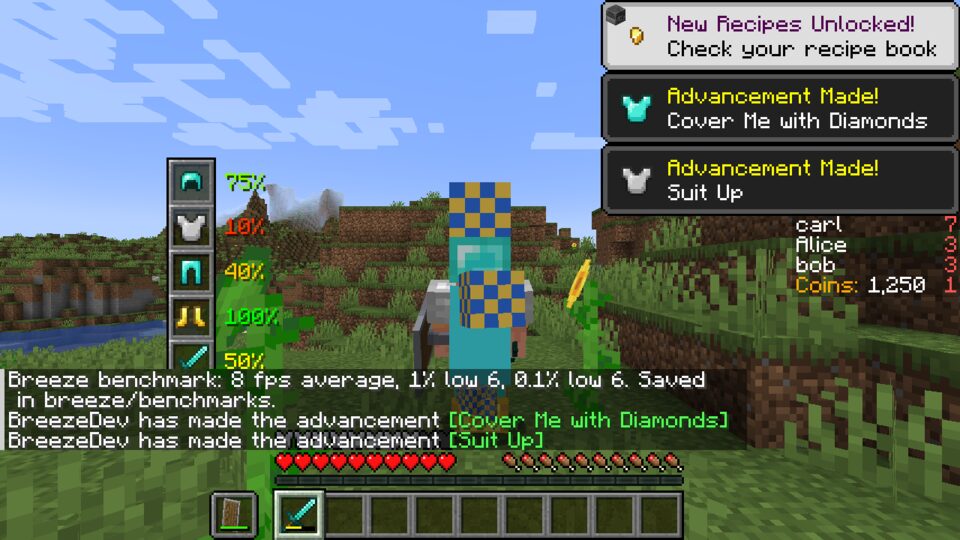 New Recipes Unlocked!
Check your recipe book
Advancement Made!
Cover Me with Diamonds
Advancement Made!
Suit Up
75%
10%
40%
100%
50%
carl 7
Alice 3
bob 3
Coins: 1,250 1
Breeze benchmark: 8 fps average, 1% low 6, 0.1% low 6. Saved
in breeze/benchmarks.
BreezeDev has made the advancement [Cover Me with Diamonds]
BreezeDev has made the advancement [Suit Up]